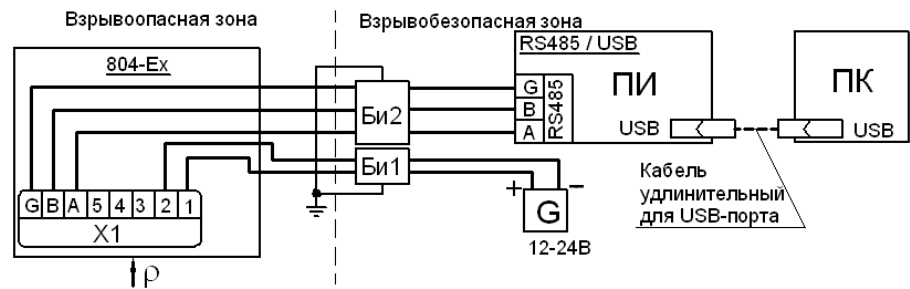 Взрывоопасная зона
Взрывобезопасная зона
804-Ex
RS485 / USB
G
B
A
RS485
ПИ
ПК
USB
USB
Би2
Би1
+
–
G
12-24В
Кабель
удлинительный
для USB-порта
G B A 5 4 3 2 1
X1
ρ